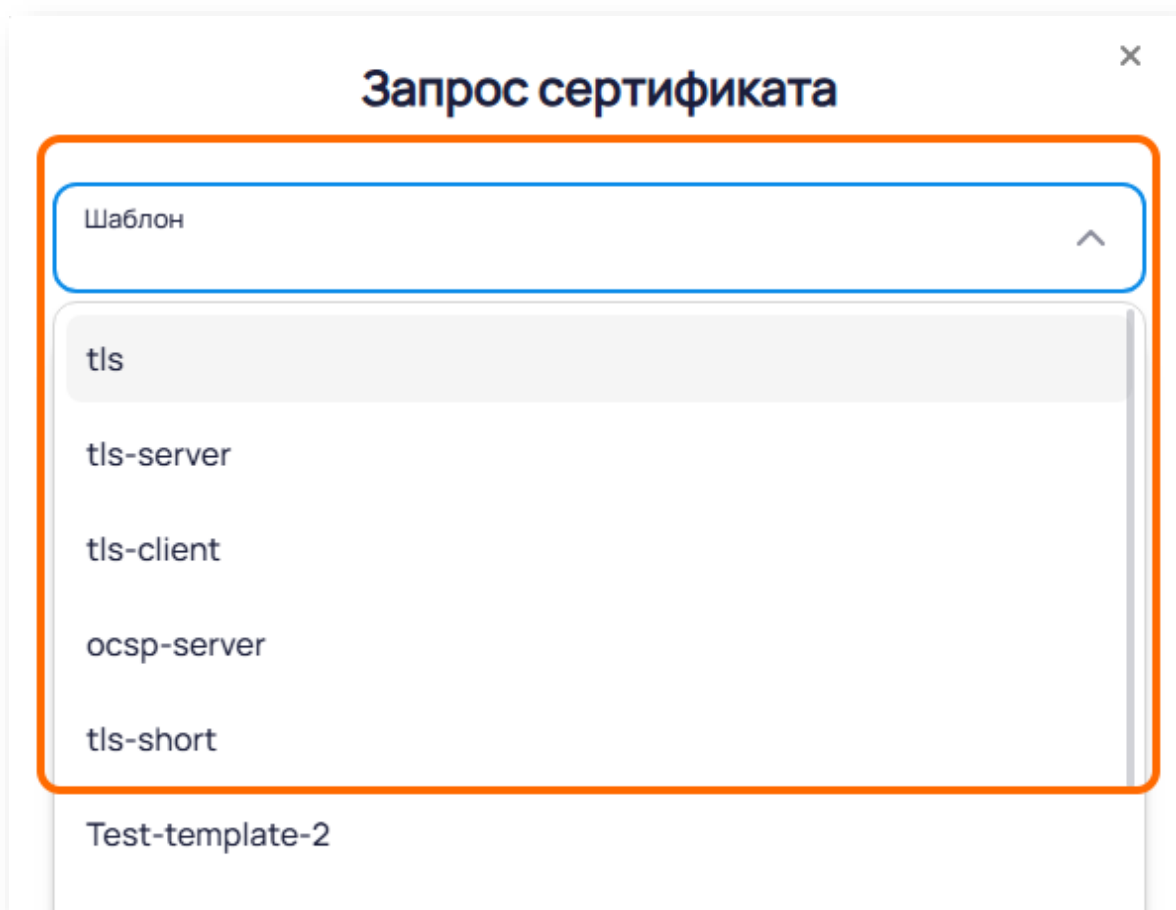 Запрос сертификата
Шаблон
tls
tls-server
tls-client
ocsp-server
tls-short
Test-template-2